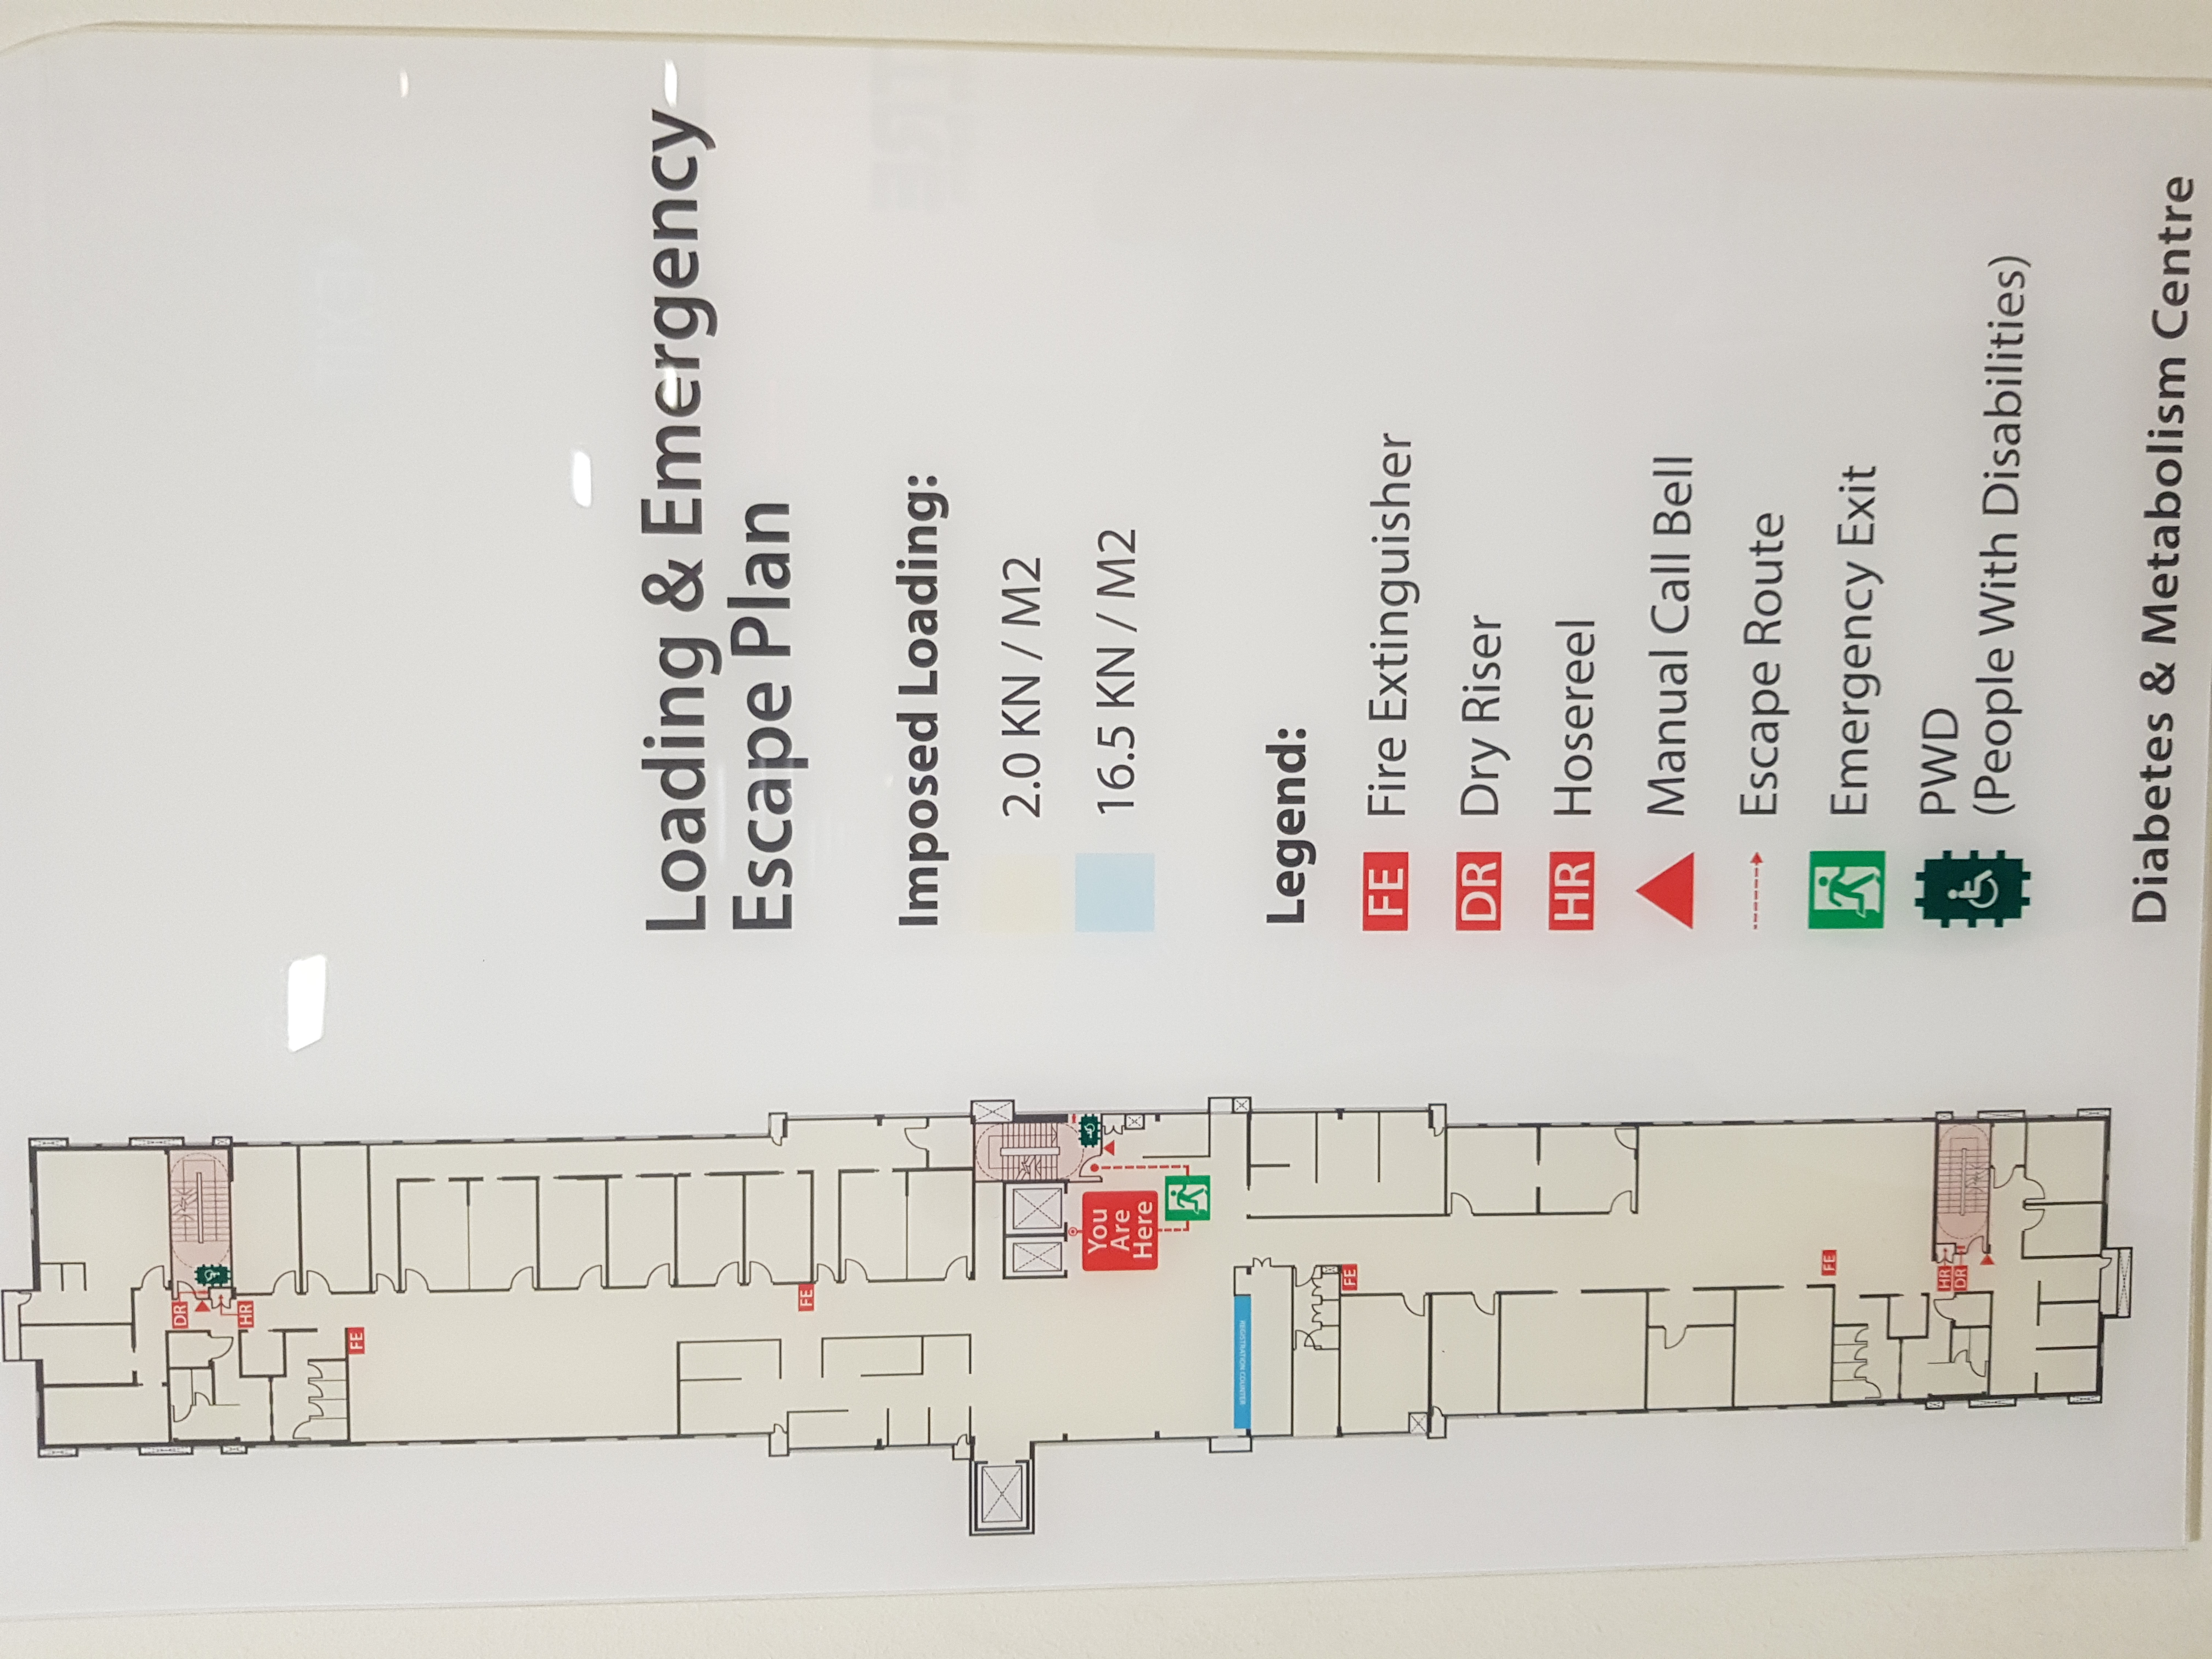 DR
HR
FE
FE
You
Are
Here
REGISTRATION COUNTER
FE
FE
HR
DR
Loading & Emergency
Escape Plan
Imposed Loading:
2.0 KN / M2
16.5 KN / M2
Legend:
FE Fire Extinguisher
DR Dry Riser
HR Hosereel
Manual Call Bell
Escape Route
Emergency Exit
PWD
(People With Disabilities)
Diabetes & Metabolism Centre
EXIT